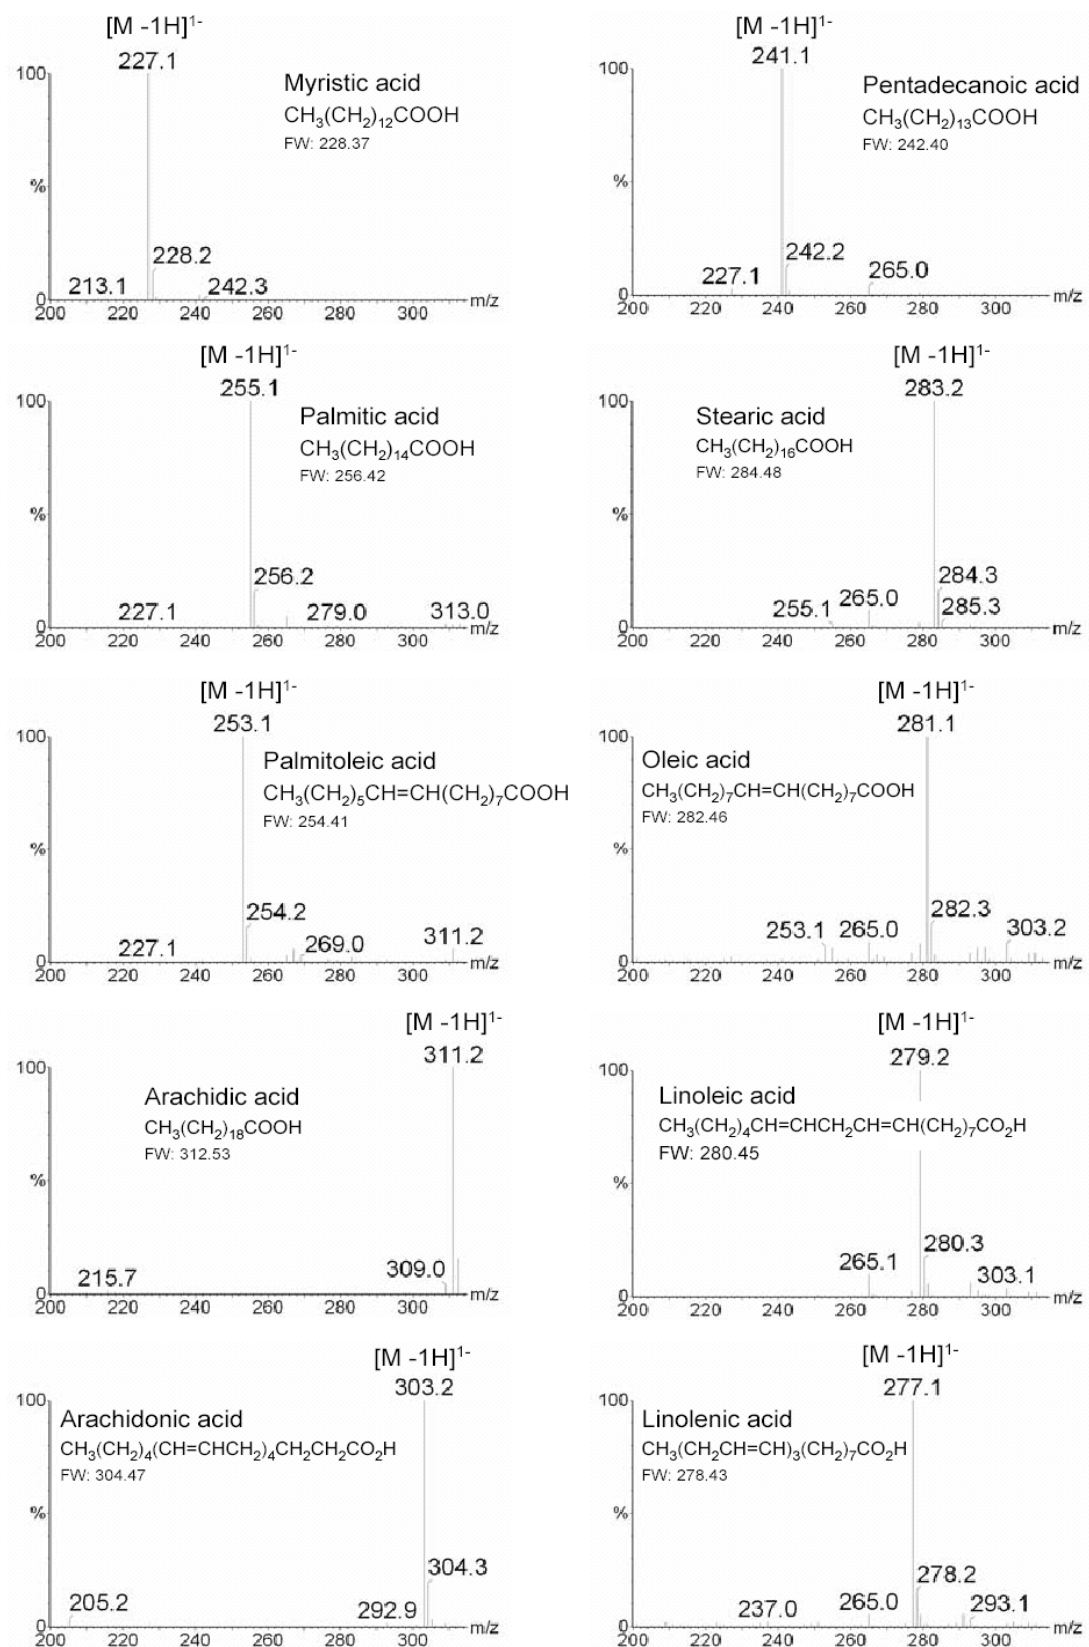 [M -1H]1-
227.1
100
Myristic acid
CH3(CH2)12COOH
FW: 228.37
%
228.2
213.1
242.3
0
m/z
200 220 240 260 280 300
[M -1H]1-
241.1
100
Pentadecanoic acid
CH3(CH2)13COOH
FW: 242.40
%
242.2
227.1
265.0
0
m/z
200 220 240 260 280 300
[M -1H]1-
255.1
100
Palmitic acid
CH3(CH2)14COOH
FW: 256.42
%
256.2
227.1
279.0
313.0
0
m/z
200 220 240 260 280 300
[M -1H]1-
283.2
100
Stearic acid
CH3(CH2)16COOH
FW: 284.48
%
284.3
265.0
255.1
285.3
0
m/z
200 220 240 260 280 300
[M -1H]1-
253.1
100
Palmitoleic acid
CH3(CH2)5CH=CH(CH2)7COOH
FW: 254.41
%
254.2
227.1
269.0
311.2
0
m/z
200 220 240 260 280 300
[M -1H]1-
281.1
100
Oleic acid
CH3(CH2)7CH=CH(CH2)7COOH
FW: 282.46
%
282.3
253.1
265.0
303.2
0
m/z
200 220 240 260 280 300
[M -1H]1-
311.2
100
Arachidic acid
CH3(CH2)18COOH
FW: 312.53
%
309.0
215.7
0
m/z
200 220 240 260 280 300
[M -1H]1-
279.2
100
Linoleic acid
CH3(CH2)4CH=CHCH2CH=CH(CH2)7CO2H
FW: 280.45
%
280.3
265.1
303.1
0
m/z
200 220 240 260 280 300
[M -1H]1-
303.2
100
Arachidonic acid
CH3(CH2)4(CH=CHCH2)4CH2CH2CO2H
FW: 304.47
%
304.3
205.2
292.9
0
m/z
200 220 240 260 280 300
[M -1H]1-
277.1
100
Linolenic acid
CH3(CH2CH=CH)3(CH2)7CO2H
FW: 278.43
%
278.2
237.0
265.0
293.1
0
m/z
200 220 240 260 280 300